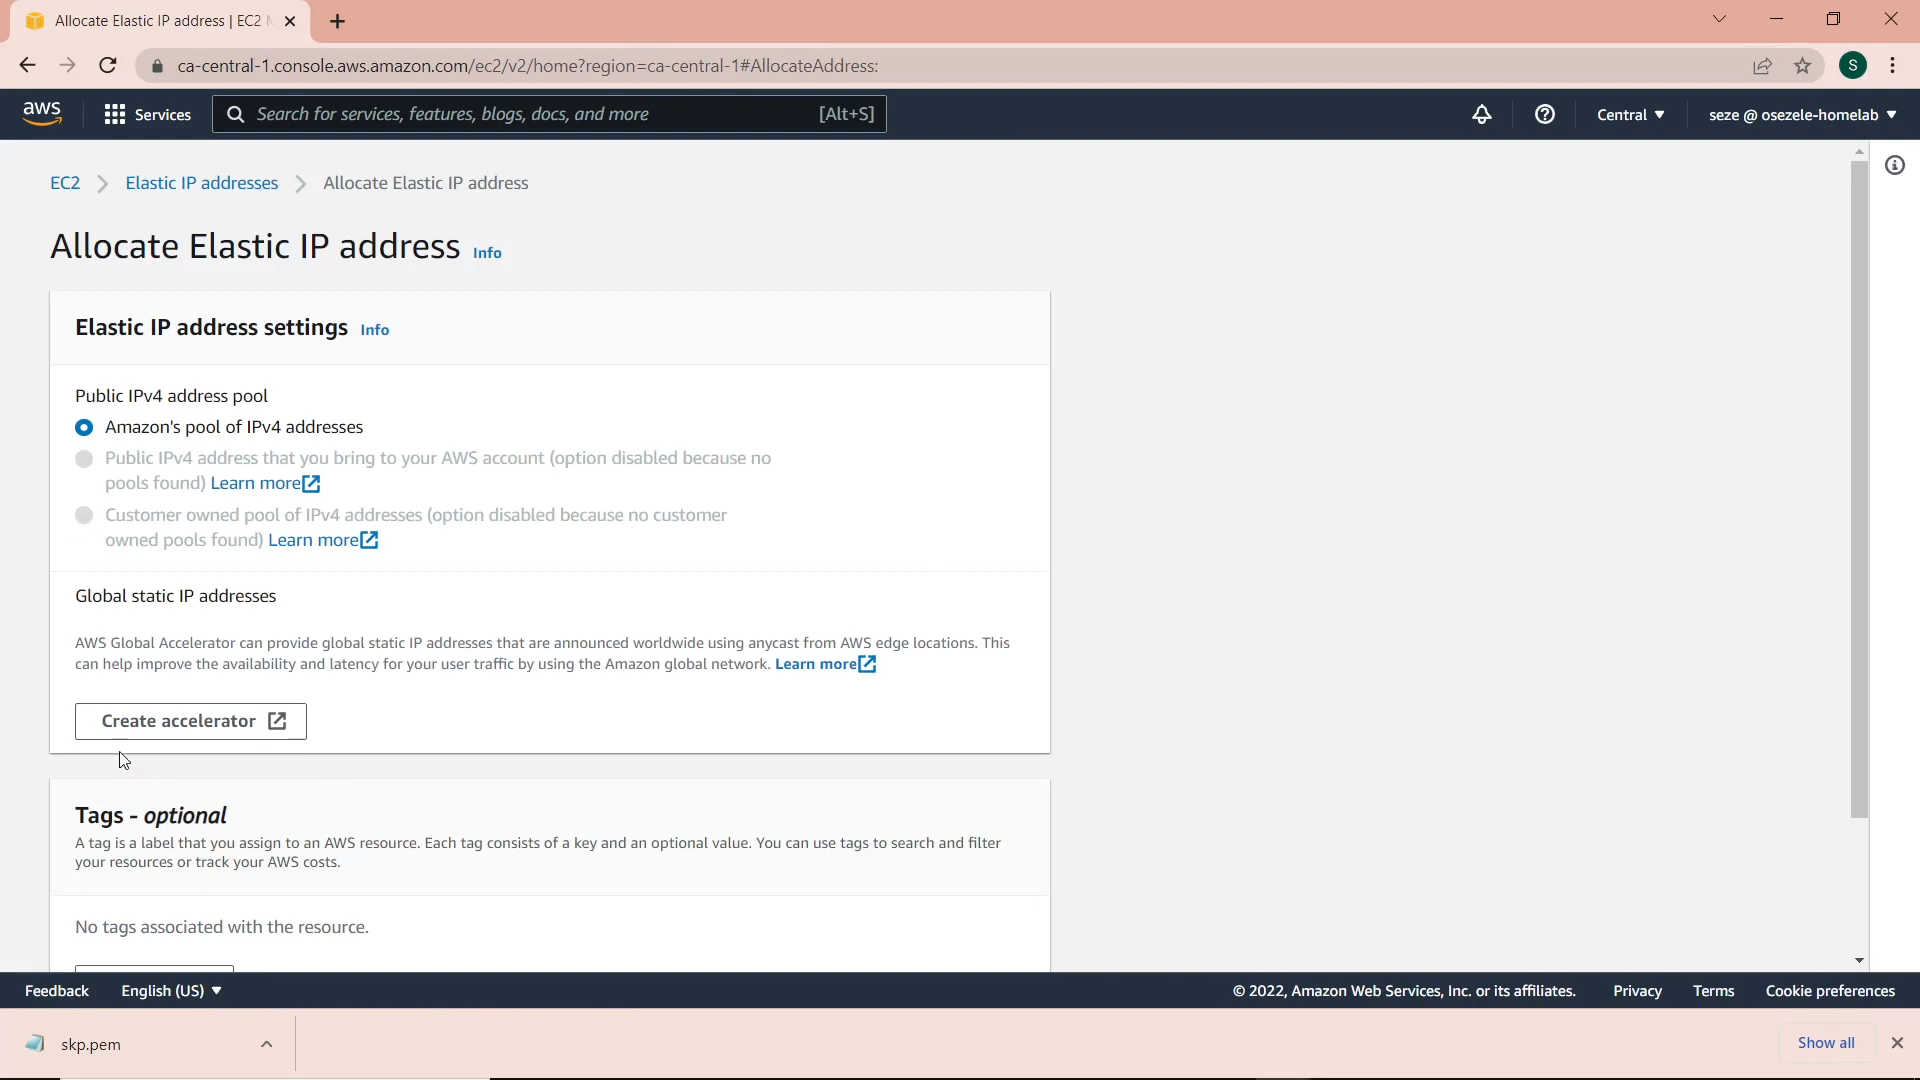 Allocate Elastic IP address | EC2
ca-central-1.console.aws.amazon.com/ec2/v2/home?region=ca-central-1#AllocateAddress:
S
aws
Services
Search for services, features, blogs, docs, and more
[Alt+S]
Central
seze @ osezele-homelab
EC2
Elastic IP addresses
Allocate Elastic IP address
Allocate Elastic IP address Info
Elastic IP address settings Info
Public IPv4 address pool
Amazon's pool of IPv4 addresses
Public IPv4 address that you bring to your AWS account (option disabled because no
pools found) Learn more
Customer owned pool of IPv4 addresses (option disabled because no customer
owned pools found) Learn more
Global static IP addresses
AWS Global Accelerator can provide global static IP addresses that are announced worldwide using anycast from AWS edge locations. This
can help improve the availability and latency for your user traffic by using the Amazon global network. Learn more
Create accelerator
Tags - optional
A tag is a label that you assign to an AWS resource. Each tag consists of a key and an optional value. You can use tags to search and filter
your resources or track your AWS costs.
No tags associated with the resource.
Feedback
English (US)
© 2022, Amazon Web Services, Inc. or its affiliates.
Privacy
Terms
Cookie preferences
skp.pem
Show all